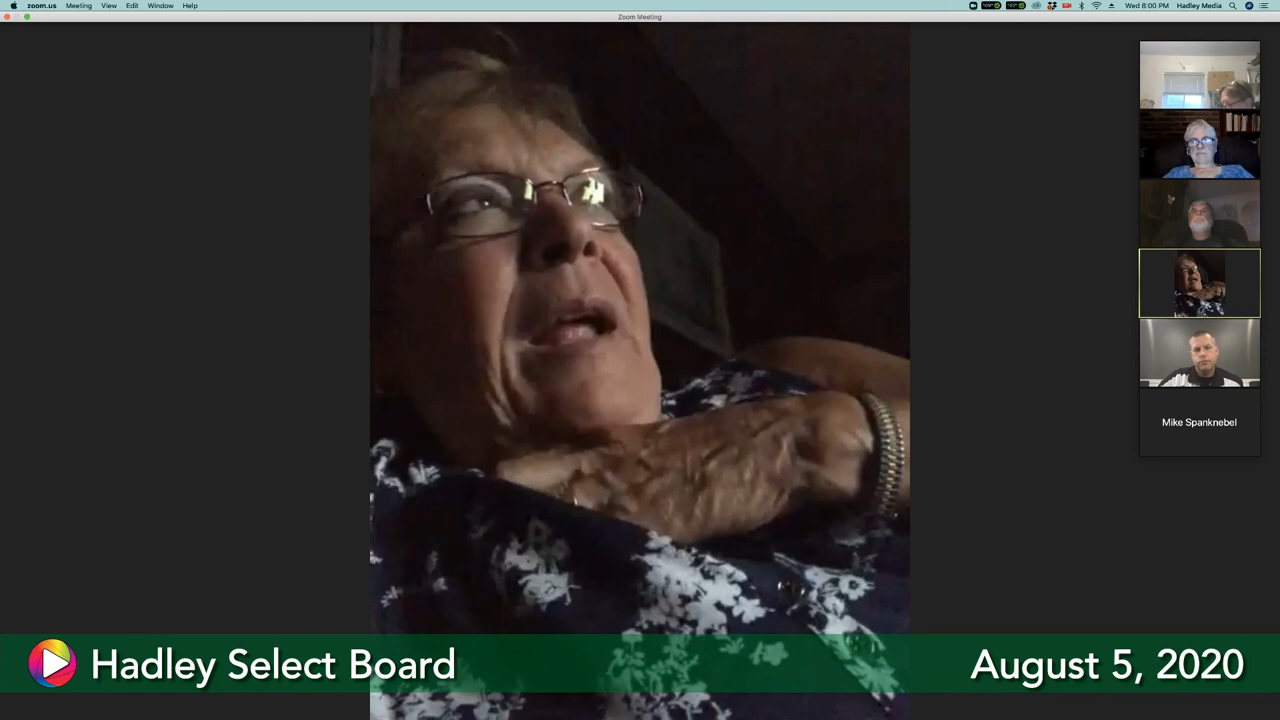 zoom.us Meeting View Edit Window Help
Wed 8:00 PM Hadley Media
Zoom Meeting
Mike Spanknebel
Hadley Select Board
August 5, 2020